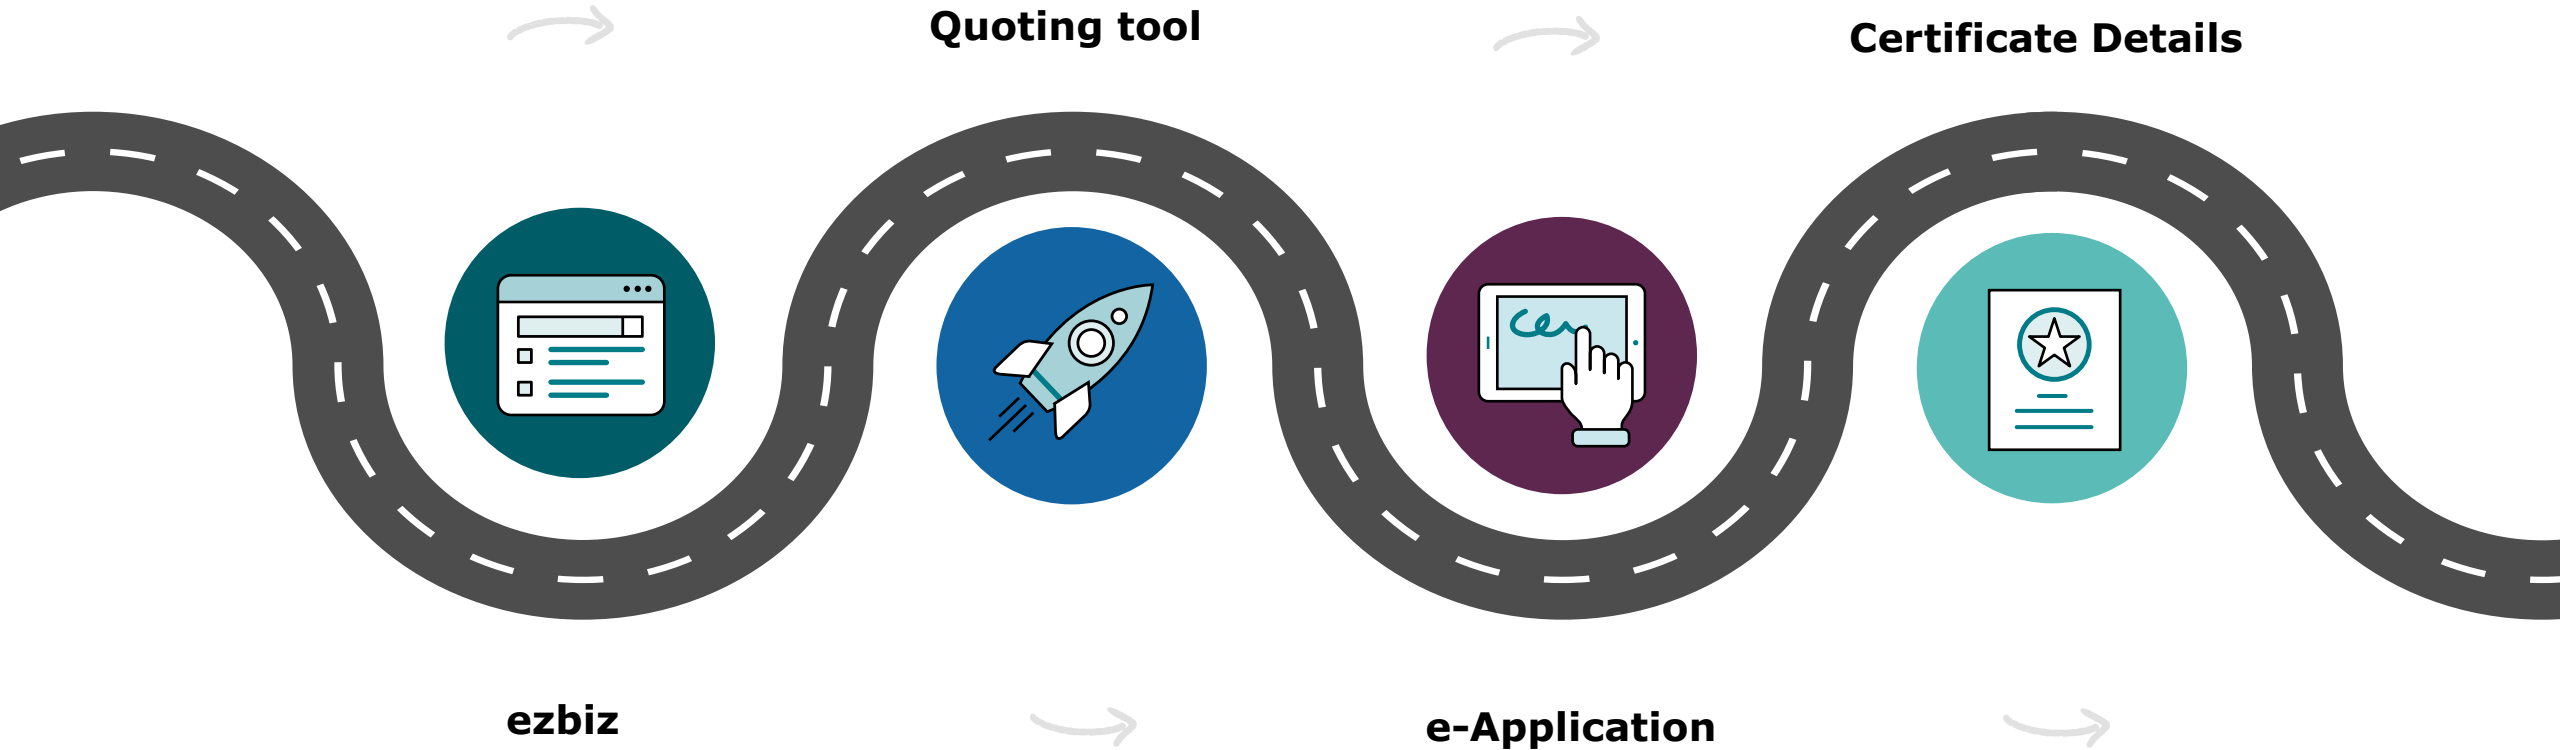 Quoting tool
Certificate Details
ezbiz
e-Application